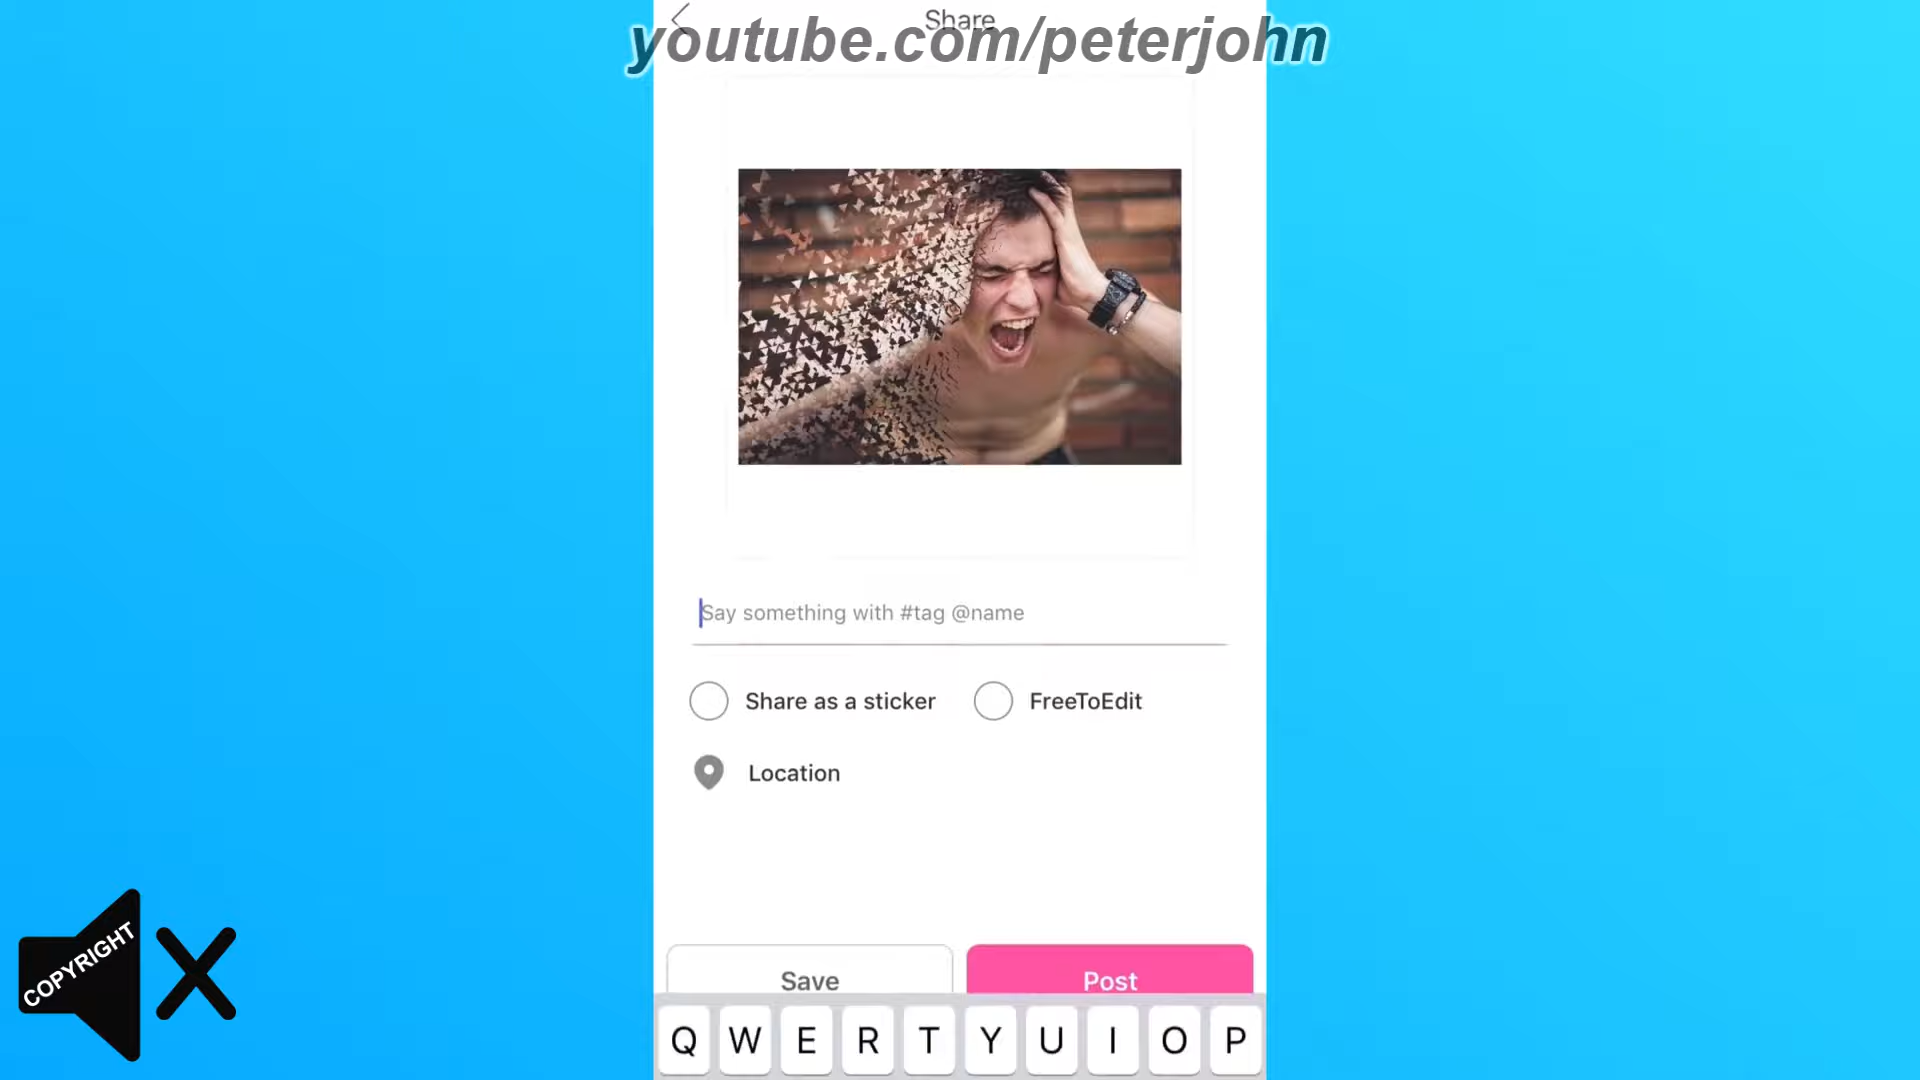 Share
youtube.com/peterjohn
Say something with #tag @name
Share as a sticker
FreeToEdit
Location
COPYRIGHT
Save
Post
Q W E R T Y U I O P